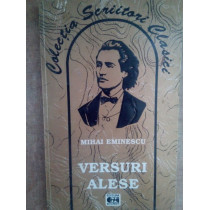 Colecția Scriitori Clasici
MIHAI EMINESCU
VERSURI
ALESE